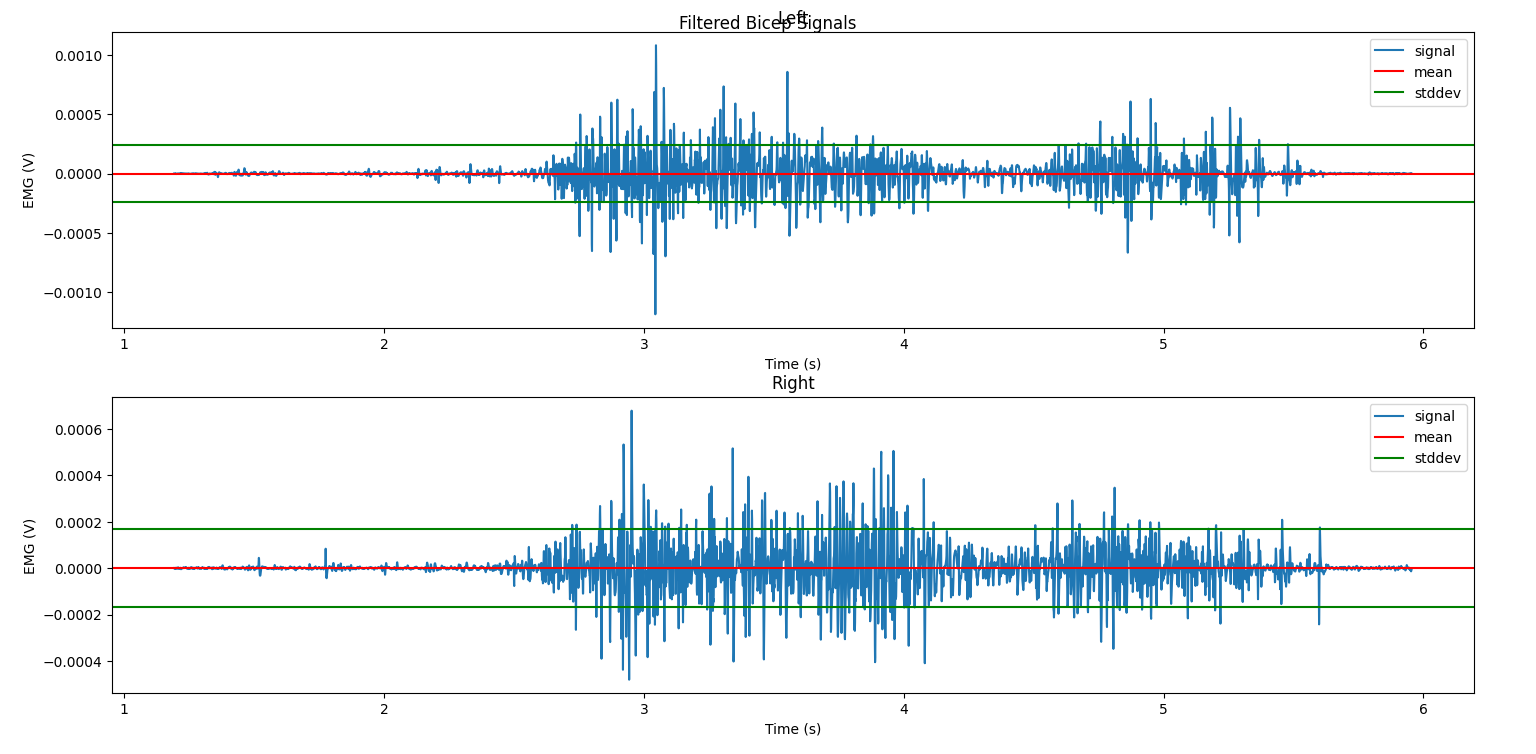 Left
Filtered Bicep Signals
signal
mean
stddev
0.0010
0.0005
0.0000
−0.0005
−0.0010
EMG (V)
1 2 3 4 5 6
Time (s)
Right
signal
mean
stddev
0.0006
0.0004
0.0002
0.0000
−0.0002
−0.0004
EMG (V)
1 2 3 4 5 6
Time (s)